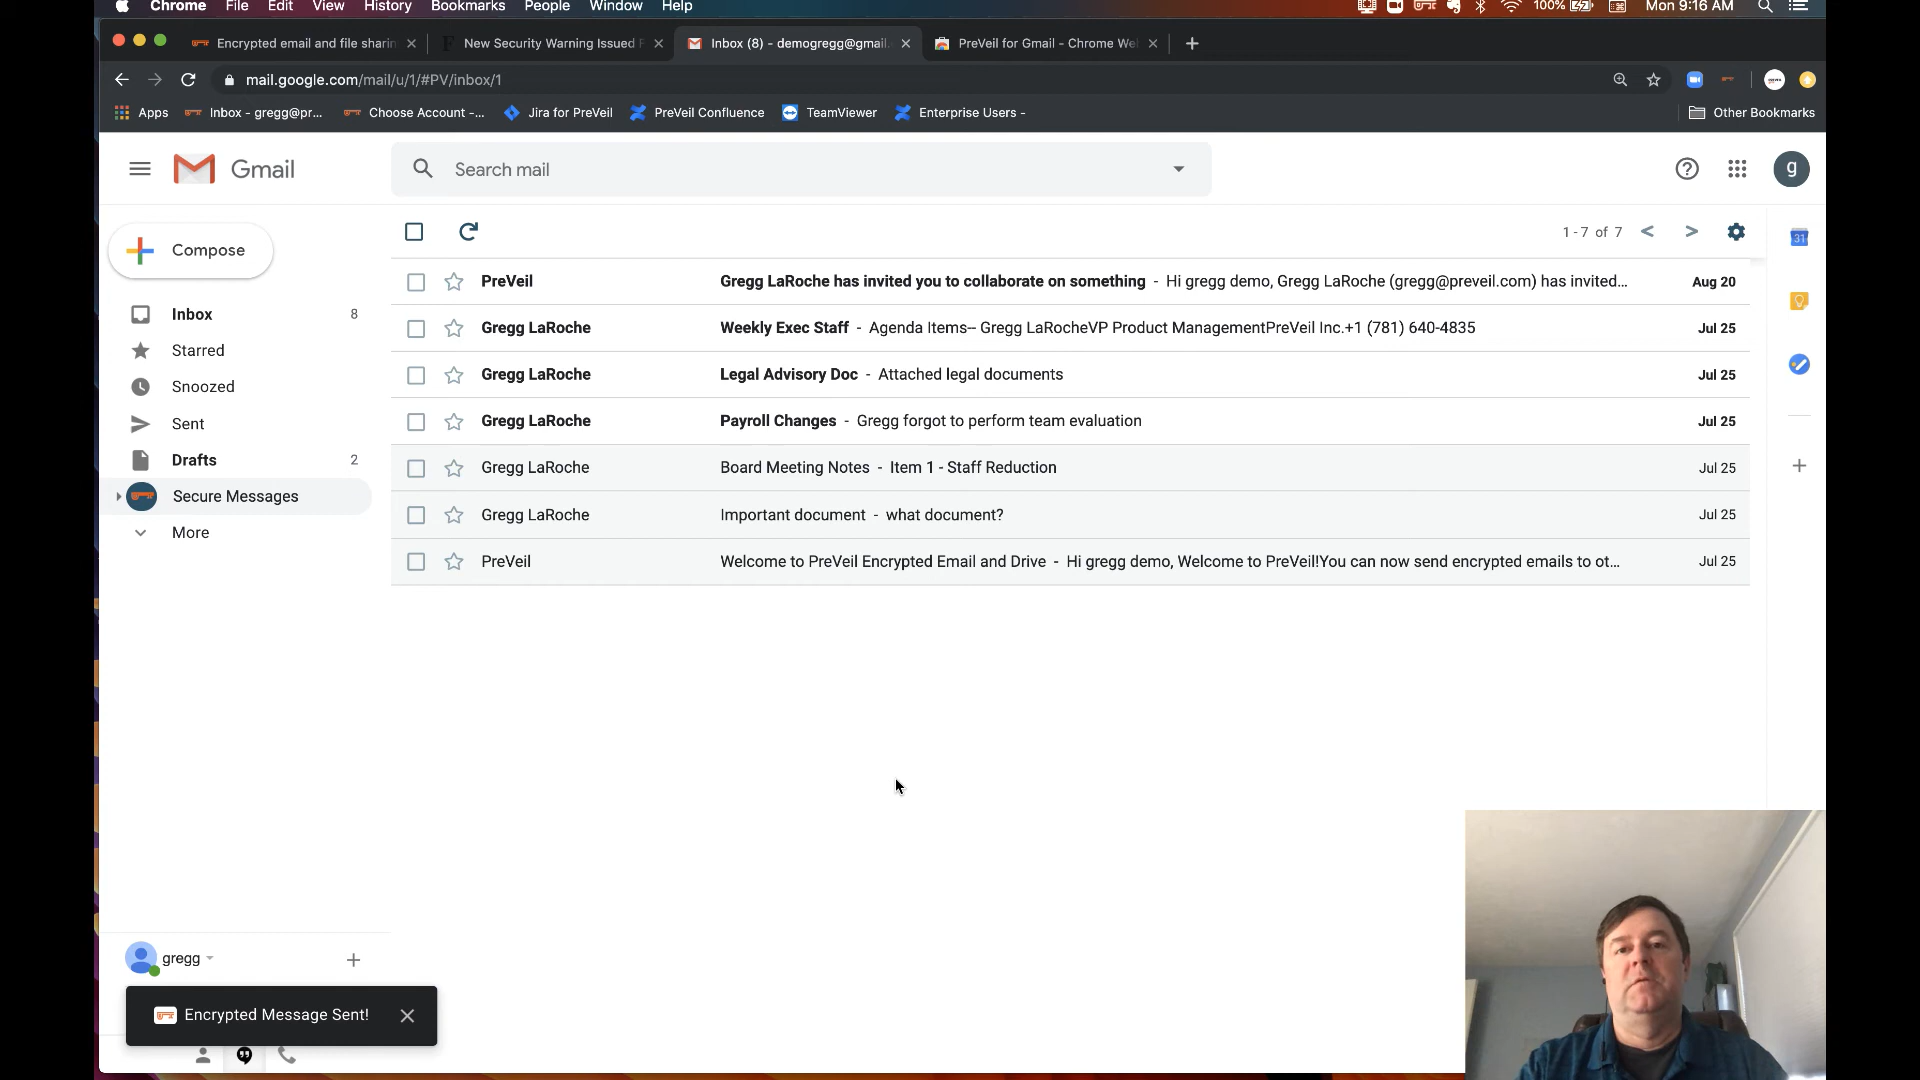 Chrome File Edit View History Bookmarks People Window Help 100% Mon 9:16 AM
Encrypted email and file sharin New Security Warning Issued F Inbox (8) - demogregg@gmail. PreVeil for Gmail - Chrome We
mail.google.com/mail/u/1/#PV/inbox/1
Apps Inbox - gregg@pr... Choose Account -... Jira for PreVeil PreVeil Confluence TeamViewer Enterprise Users - Other Bookmarks
Gmail Search mail g
Compose 1 - 7 of 7 31
PreVeil Gregg LaRoche has invited you to collaborate on something - Hi gregg demo, Gregg LaRoche (gregg@preveil.com) has invited... Aug 20
Inbox 8
Gregg LaRoche Weekly Exec Staff - Agenda Items-- Gregg LaRocheVP Product ManagementPreVeil Inc.+1 (781) 640-4835 Jul 25
Starred
Gregg LaRoche Legal Advisory Doc - Attached legal documents Jul 25
Snoozed
Sent
Gregg LaRoche Payroll Changes - Gregg forgot to perform team evaluation Jul 25
Drafts 2
Gregg LaRoche Board Meeting Notes - Item 1 - Staff Reduction Jul 25
Secure Messages
Gregg LaRoche Important document - what document? Jul 25
More
PreVeil Welcome to PreVeil Encrypted Email and Drive - Hi gregg demo, Welcome to PreVeil!You can now send encrypted emails to ot... Jul 25
gregg
Encrypted Message Sent!